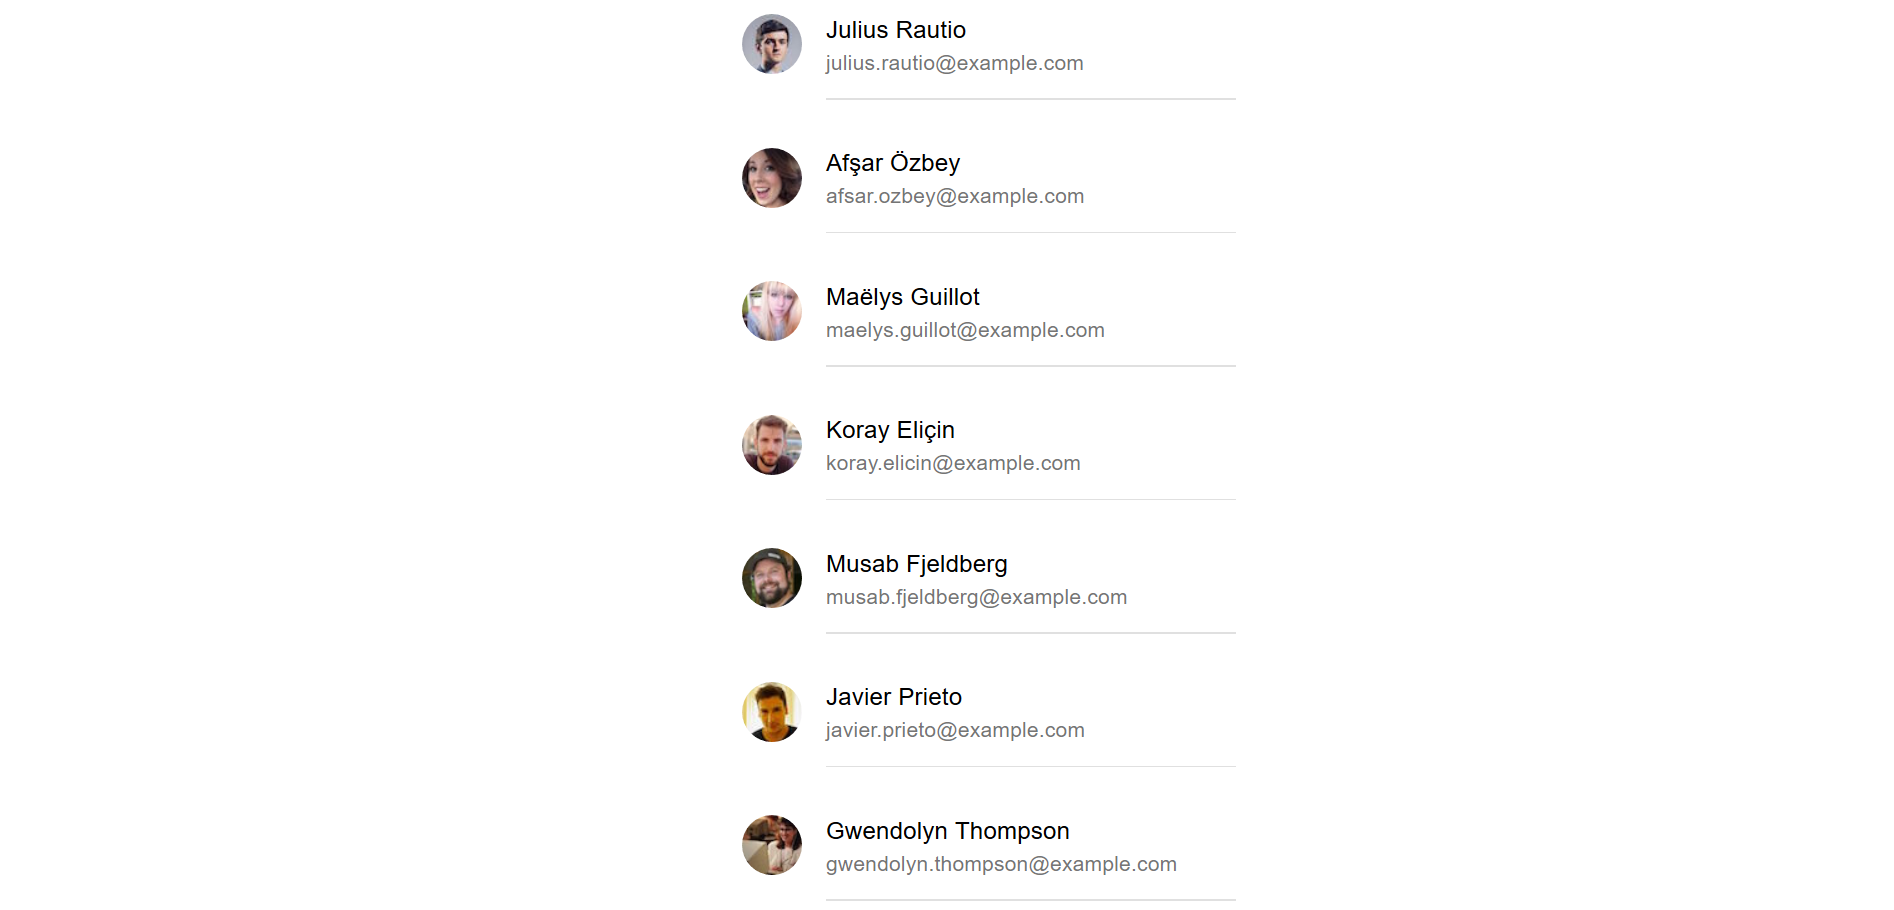 Julius Rautio
julius.rautio@example.com
Afşar Özbey
afsar.ozbey@example.com
Maëlys Guillot
maelys.guillot@example.com
Koray Eliçin
koray.elicin@example.com
Musab Fjeldberg
musab.fjeldberg@example.com
Javier Prieto
javier.prieto@example.com
Gwendolyn Thompson
gwendolyn.thompson@example.com